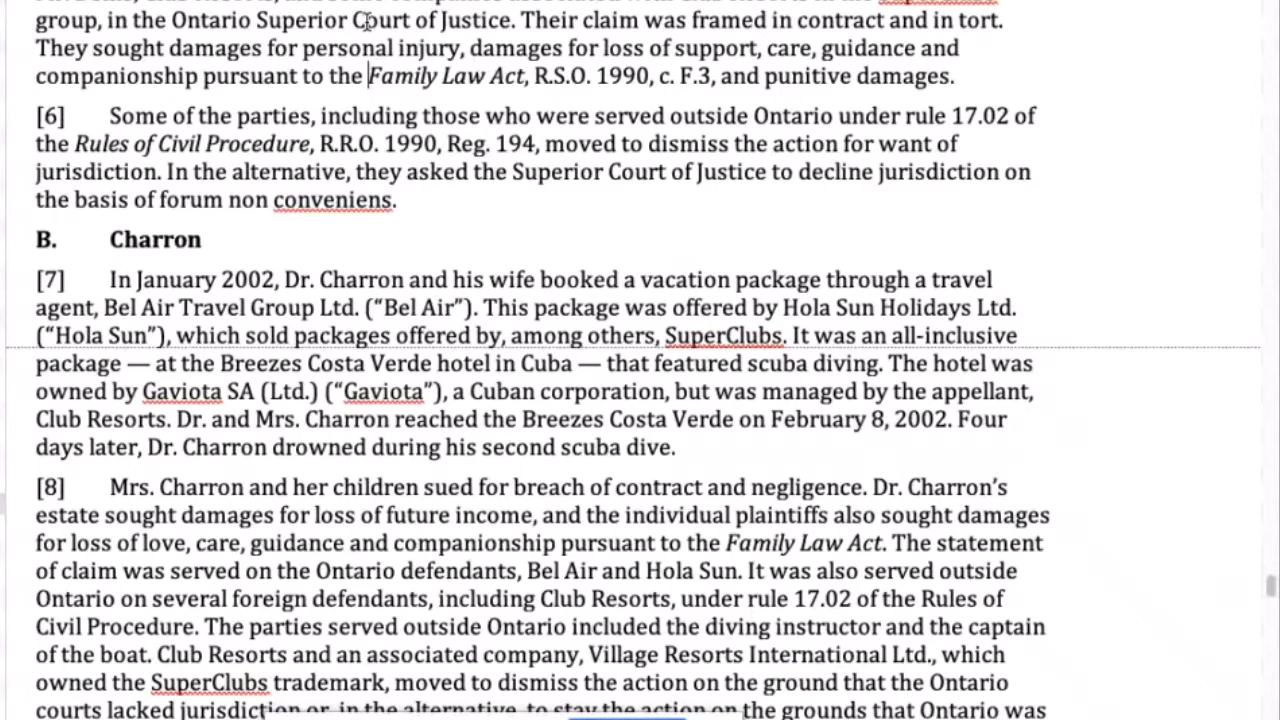 group, in the Ontario Superior Court of Justice. Their claim was framed in contract and in tort.
They sought damages for personal injury, damages for loss of support, care, guidance and
companionship pursuant to the Family Law Act, R.S.O. 1990, c. F.3, and punitive damages.
[6] Some of the parties, including those who were served outside Ontario under rule 17.02 of
the Rules of Civil Procedure, R.R.O. 1990, Reg. 194, moved to dismiss the action for want of
jurisdiction. In the alternative, they asked the Superior Court of Justice to decline jurisdiction on
the basis of forum non conveniens.
B. Charron
[7] In January 2002, Dr. Charron and his wife booked a vacation package through a travel
agent, Bel Air Travel Group Ltd. (“Bel Air”). This package was offered by Hola Sun Holidays Ltd.
(“Hola Sun”), which sold packages offered by, among others, SuperClubs. It was an all-inclusive
package — at the Breezes Costa Verde hotel in Cuba — that featured scuba diving. The hotel was
owned by Gaviota SA (Ltd.) (“Gaviota”), a Cuban corporation, but was managed by the appellant,
Club Resorts. Dr. and Mrs. Charron reached the Breezes Costa Verde on February 8, 2002. Four
days later, Dr. Charron drowned during his second scuba dive.
[8] Mrs. Charron and her children sued for breach of contract and negligence. Dr. Charron’s
estate sought damages for loss of future income, and the individual plaintiffs also sought damages
for loss of love, care, guidance and companionship pursuant to the Family Law Act. The statement
of claim was served on the Ontario defendants, Bel Air and Hola Sun. It was also served outside
Ontario on several foreign defendants, including Club Resorts, under rule 17.02 of the Rules of
Civil Procedure. The parties served outside Ontario included the diving instructor and the captain
of the boat. Club Resorts and an associated company, Village Resorts International Ltd., which
owned the SuperClubs trademark, moved to dismiss the action on the ground that the Ontario
courts lacked jurisdiction or, in the alternative, to stay the action on the grounds that Ontario was